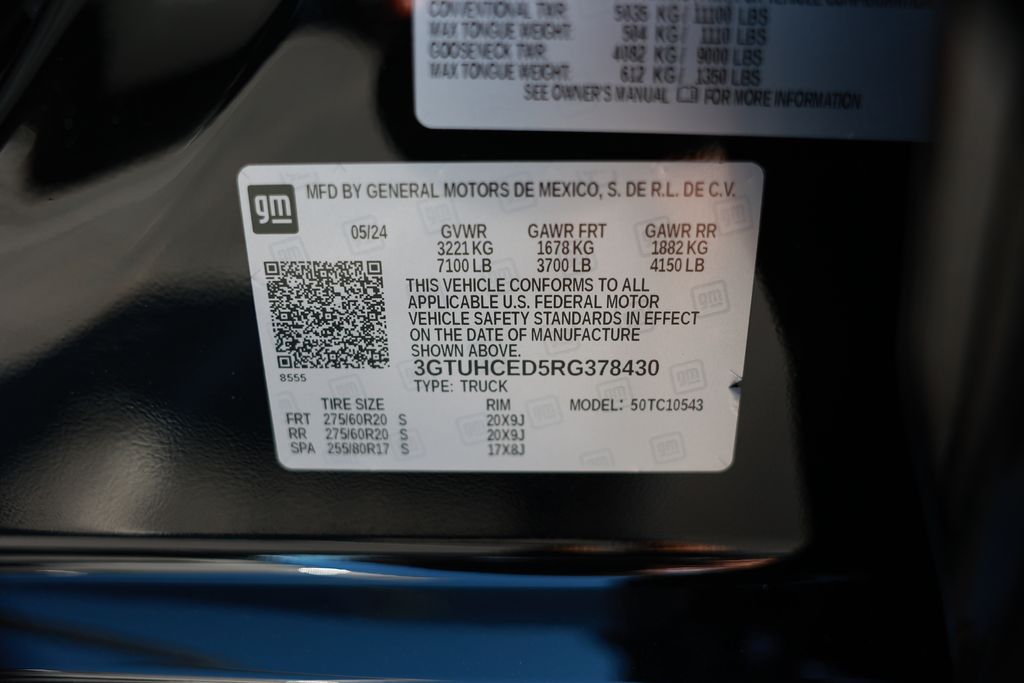 CONVENTIONAL TWR: 5035 KG/ 11100 LBS
MAX TONGUE WEIGHT: 504 KG/ 1110 LBS
GOOSENECK TWR: 4082 KG/ 9000 LBS
MAX TONGUE WEIGHT: 612 KG/ 1350 LBS
SEE OWNER'S MANUAL FOR MORE INFORMATION
gm
MFD BY GENERAL MOTORS DE MEXICO, S. DE R.L. DE C.V.
05/24 GVWR GAWR FRT GAWR RR
3221 KG 1678 KG 1882 KG
7100 LB 3700 LB 4150 LB
THIS VEHICLE CONFORMS TO ALL
APPLICABLE U.S. FEDERAL MOTOR
VEHICLE SAFETY STANDARDS IN EFFECT
ON THE DATE OF MANUFACTURE
SHOWN ABOVE.
8555
3GTUHCED5RG378430
TYPE: TRUCK
TIRE SIZE RIM MODEL: 50TC10543
FRT 275/60R20 S 20X9J
RR 275/60R20 S 20X9J
SPA 255/80R17 S 17X8J